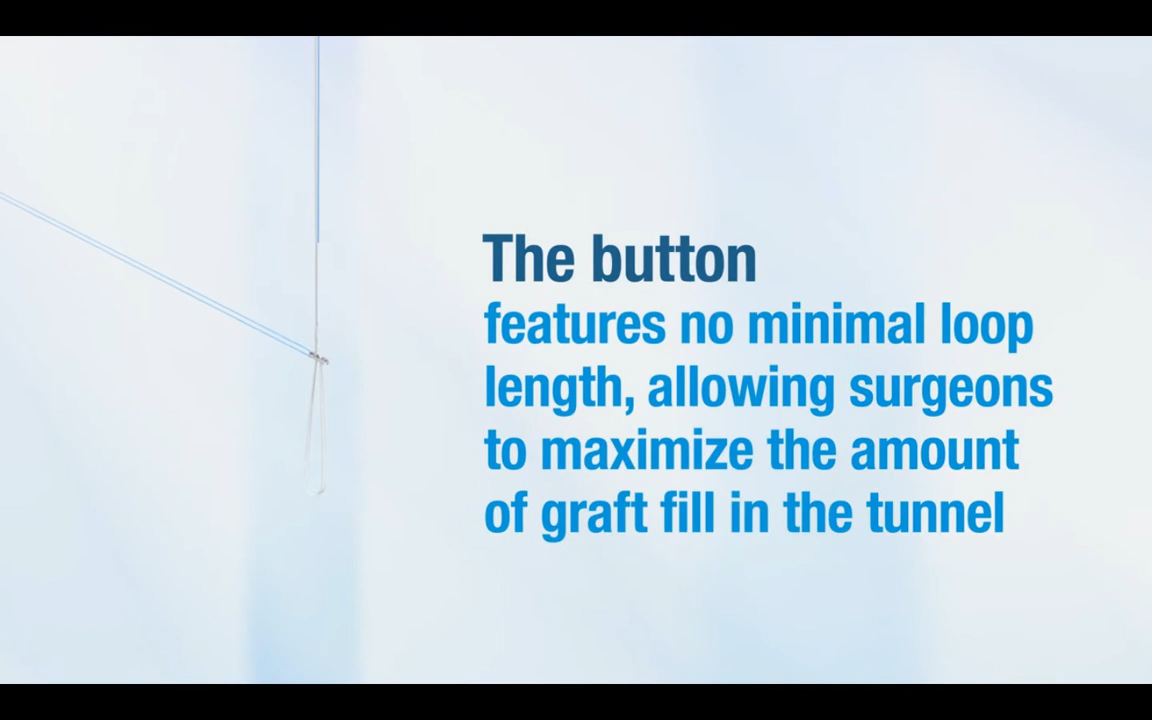 The button
features no minimal loop
length, allowing surgeons
to maximize the amount
of graft fill in the tunnel